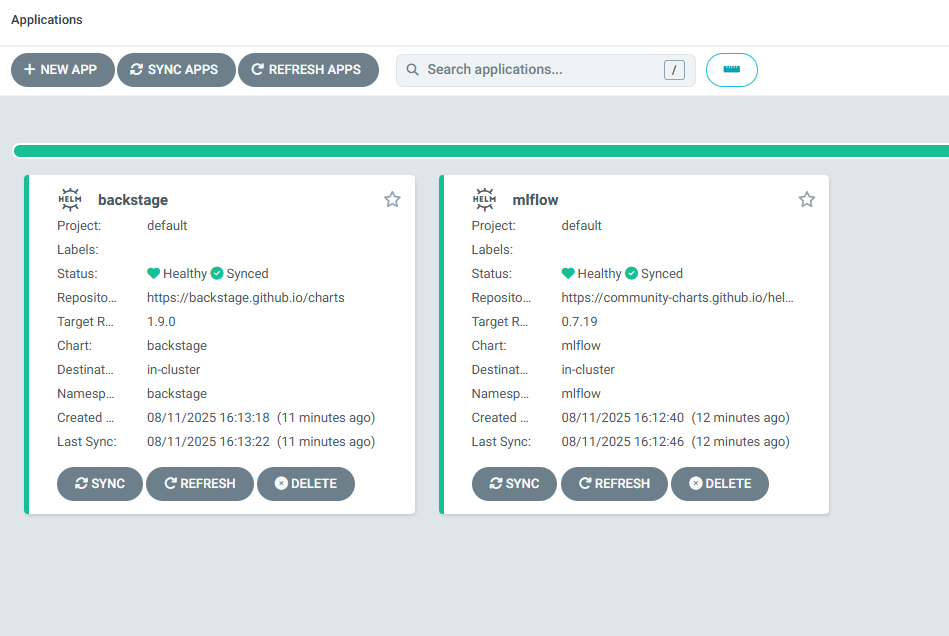 Applications
+ NEW APP SYNC APPS REFRESH APPS Search applications... /
HELM backstage
Project: default
Labels:
Status: Healthy Synced
Reposito... https://backstage.github.io/charts
Target R... 1.9.0
Chart: backstage
Destinat... in-cluster
Namesp... backstage
Created ... 08/11/2025 16:13:18 (11 minutes ago)
Last Sync: 08/11/2025 16:13:22 (11 minutes ago)
SYNC REFRESH DELETE
HELM mlflow
Project: default
Labels:
Status: Healthy Synced
Reposito... https://community-charts.github.io/hel...
Target R... 0.7.19
Chart: mlflow
Destinat... in-cluster
Namesp... mlflow
Created ... 08/11/2025 16:12:40 (12 minutes ago)
Last Sync: 08/11/2025 16:12:46 (12 minutes ago)
SYNC REFRESH DELETE